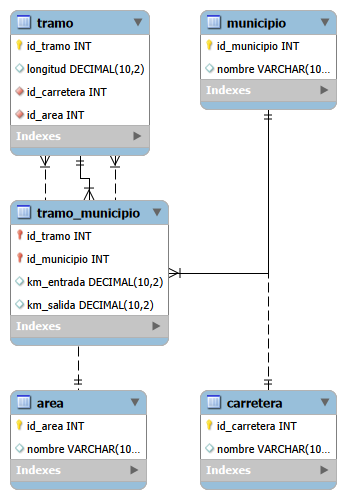 tramo
id_tramo INT
longitud DECIMAL(10,2)
id_carretera INT
id_area INT
Indexes
municipio
id_municipio INT
nombre VARCHAR(10...
Indexes
tramo_municipio
id_tramo INT
id_municipio INT
km_entrada DECIMAL(10,2)
km_salida DECIMAL(10,2)
Indexes
area
id_area INT
nombre VARCHAR(10...
Indexes
carretera
id_carretera INT
nombre VARCHAR(10...
Indexes